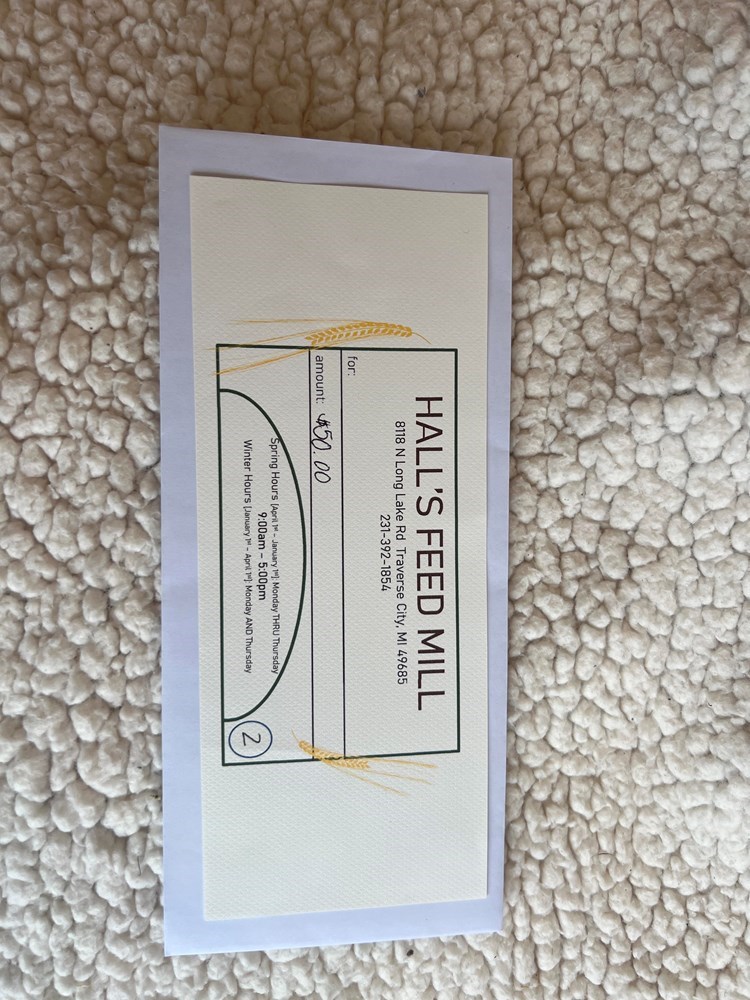 HALL'S FEED MILL
8118 N Long Lake Rd Traverse City, MI 49685
231-392-1854
for:
amount: $50.00
Spring Hours [April 1st - January 1st]: Monday THRU Thursday
9:00am - 5:00pm
Winter Hours [January 1st - April 1st]: Monday AND Thursday
2